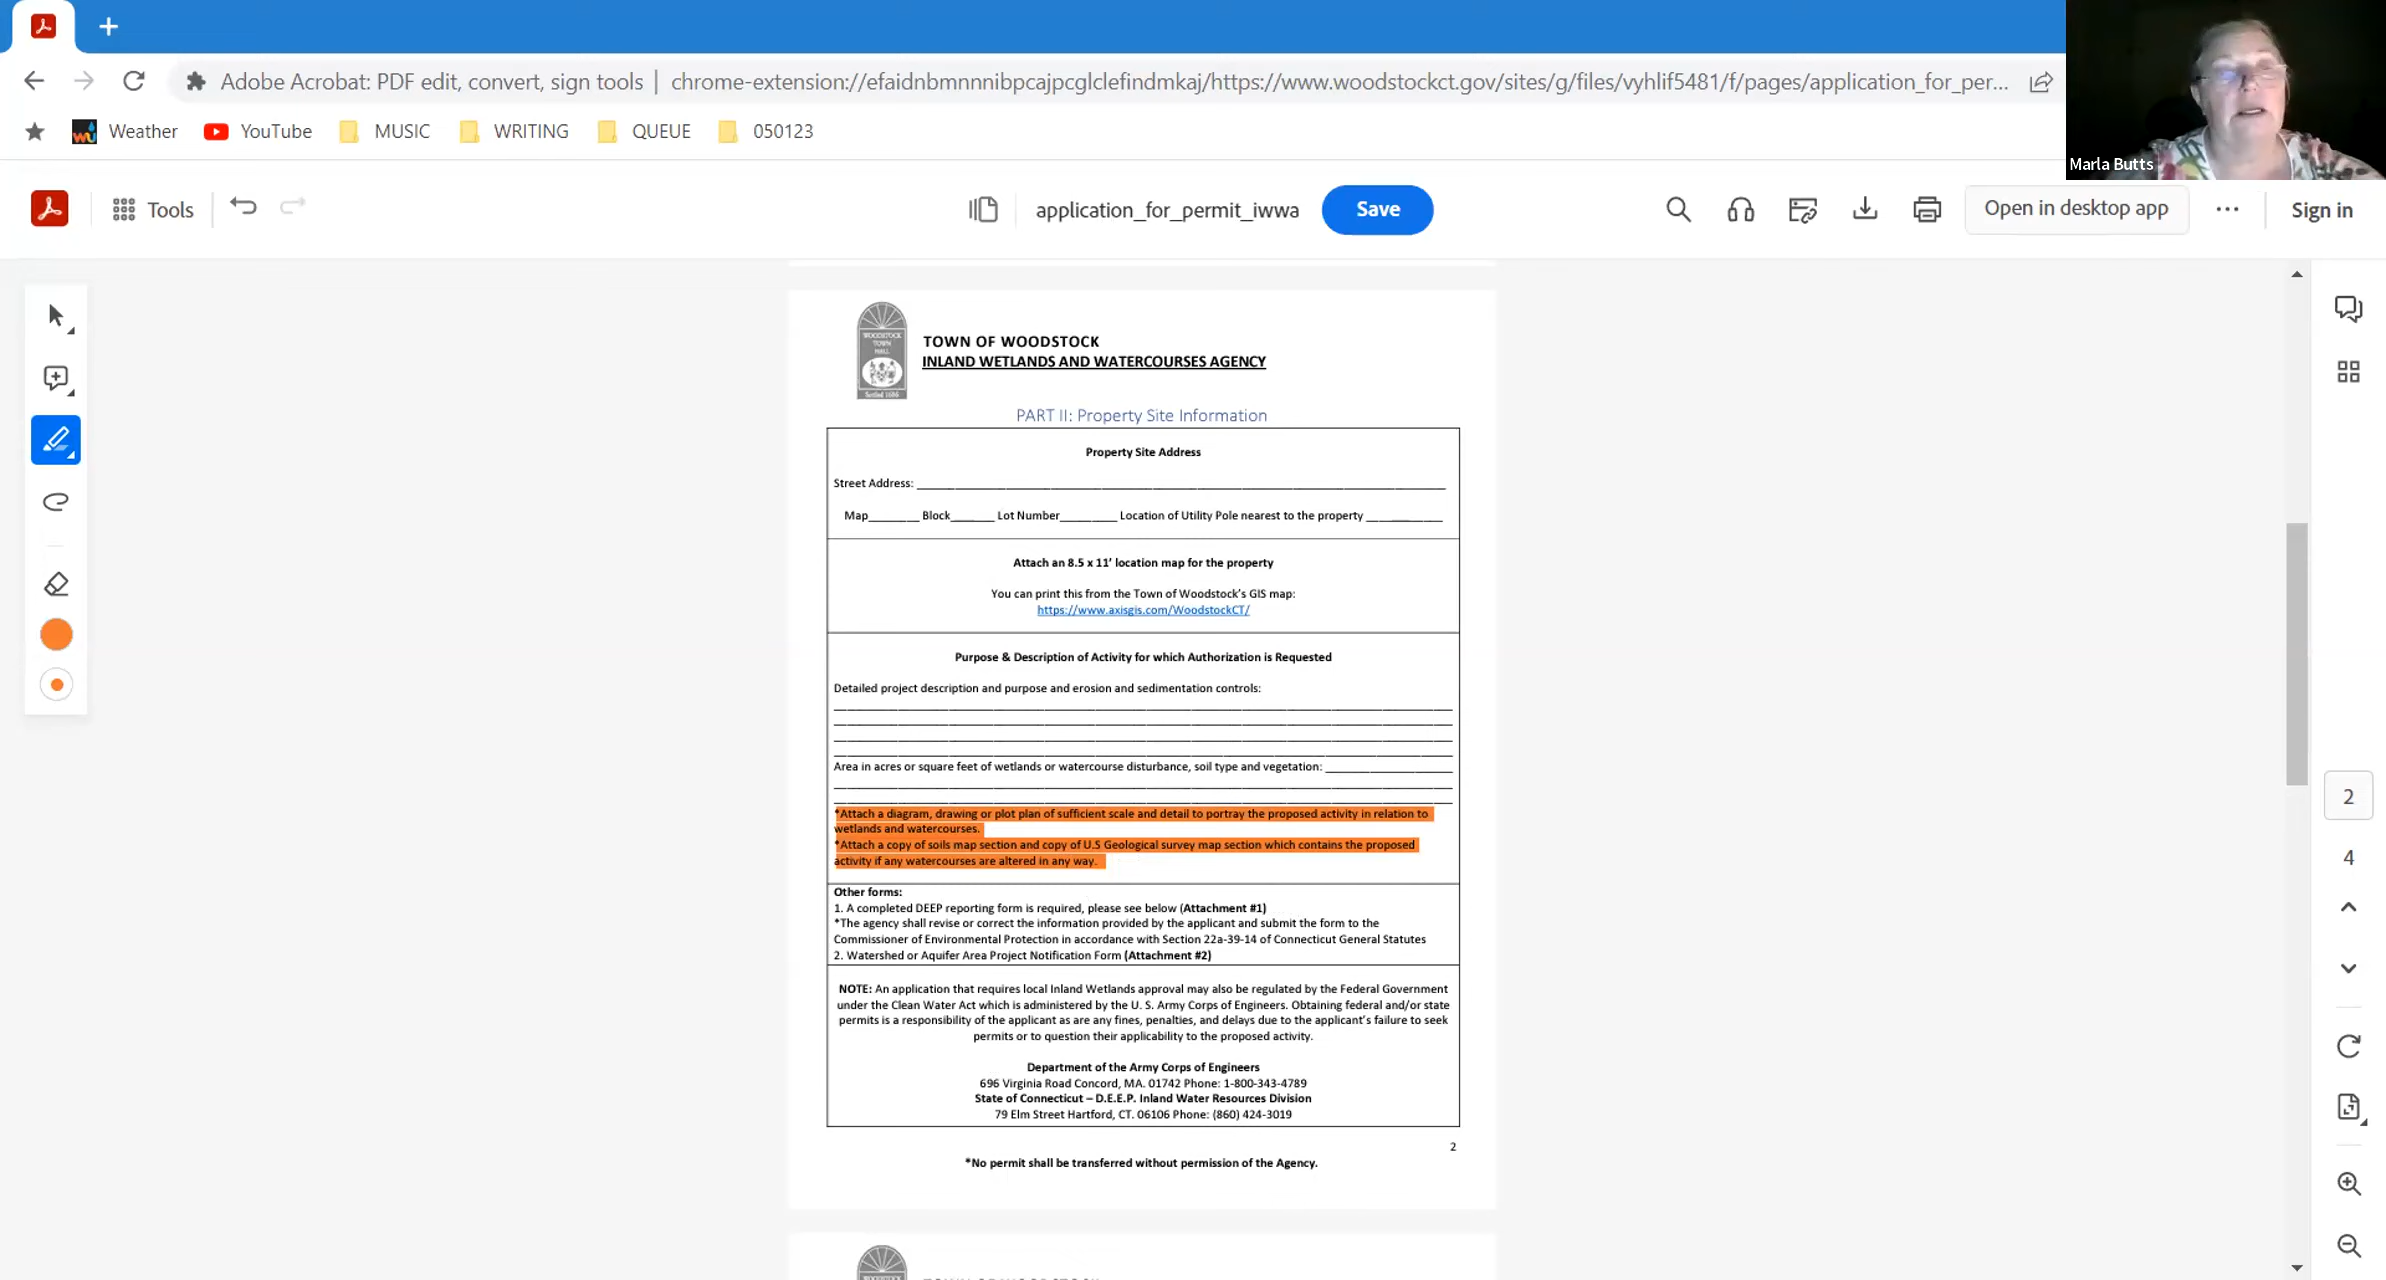 Adobe Acrobat: PDF edit, convert, sign tools | chrome-extension://efaidnbmnnnibpcajpcglclefindmkaj/https://www.woodstockct.gov/sites/g/files/vyhlif5481/f/pages/application_for_per...
Weather YouTube MUSIC WRITING QUEUE 050123
Marla Butts
Tools application_for_permit_iwwa Save Open in desktop app ... Sign in
WOODSTOCK
TOWN
HALL
Settled 1686
TOWN OF WOODSTOCK
INLAND WETLANDS AND WATERCOURSES AGENCY
PART II: Property Site Information
Property Site Address
Street Address:
Map Block Lot Number Location of Utility Pole nearest to the property
Attach an 8.5 x 11’ location map for the property
You can print this from the Town of Woodstock’s GIS map:
https://www.axisgis.com/WoodstockCT/
Purpose & Description of Activity for which Authorization is Requested
Detailed project description and purpose and erosion and sedimentation controls:
Area in acres or square feet of wetlands or watercourse disturbance, soil type and vegetation:
*Attach a diagram, drawing or plot plan of sufficient scale and detail to portray the proposed activity in relation to
wetlands and watercourses.
*Attach a copy of soils map section and copy of U.S Geological survey map section which contains the proposed
activity if any watercourses are altered in any way.
Other forms:
1. A completed DEEP reporting form is required, please see below (Attachment #1)
*The agency shall revise or correct the information provided by the applicant and submit the form to the
Commissioner of Environmental Protection in accordance with Section 22a-39-14 of Connecticut General Statutes
2. Watershed or Aquifer Area Project Notification Form (Attachment #2)
NOTE: An application that requires local Inland Wetlands approval may also be regulated by the Federal Government
under the Clean Water Act which is administered by the U. S. Army Corps of Engineers. Obtaining federal and/or state
permits is a responsibility of the applicant as are any fines, penalties, and delays due to the applicant’s failure to seek
permits or to question their applicability to the proposed activity.
Department of the Army Corps of Engineers
696 Virginia Road Concord, MA. 01742 Phone: 1-800-343-4789
State of Connecticut – D.E.E.P. Inland Water Resources Division
79 Elm Street Hartford, CT. 06106 Phone: (860) 424-3019
2
*No permit shall be transferred without permission of the Agency.
2
4